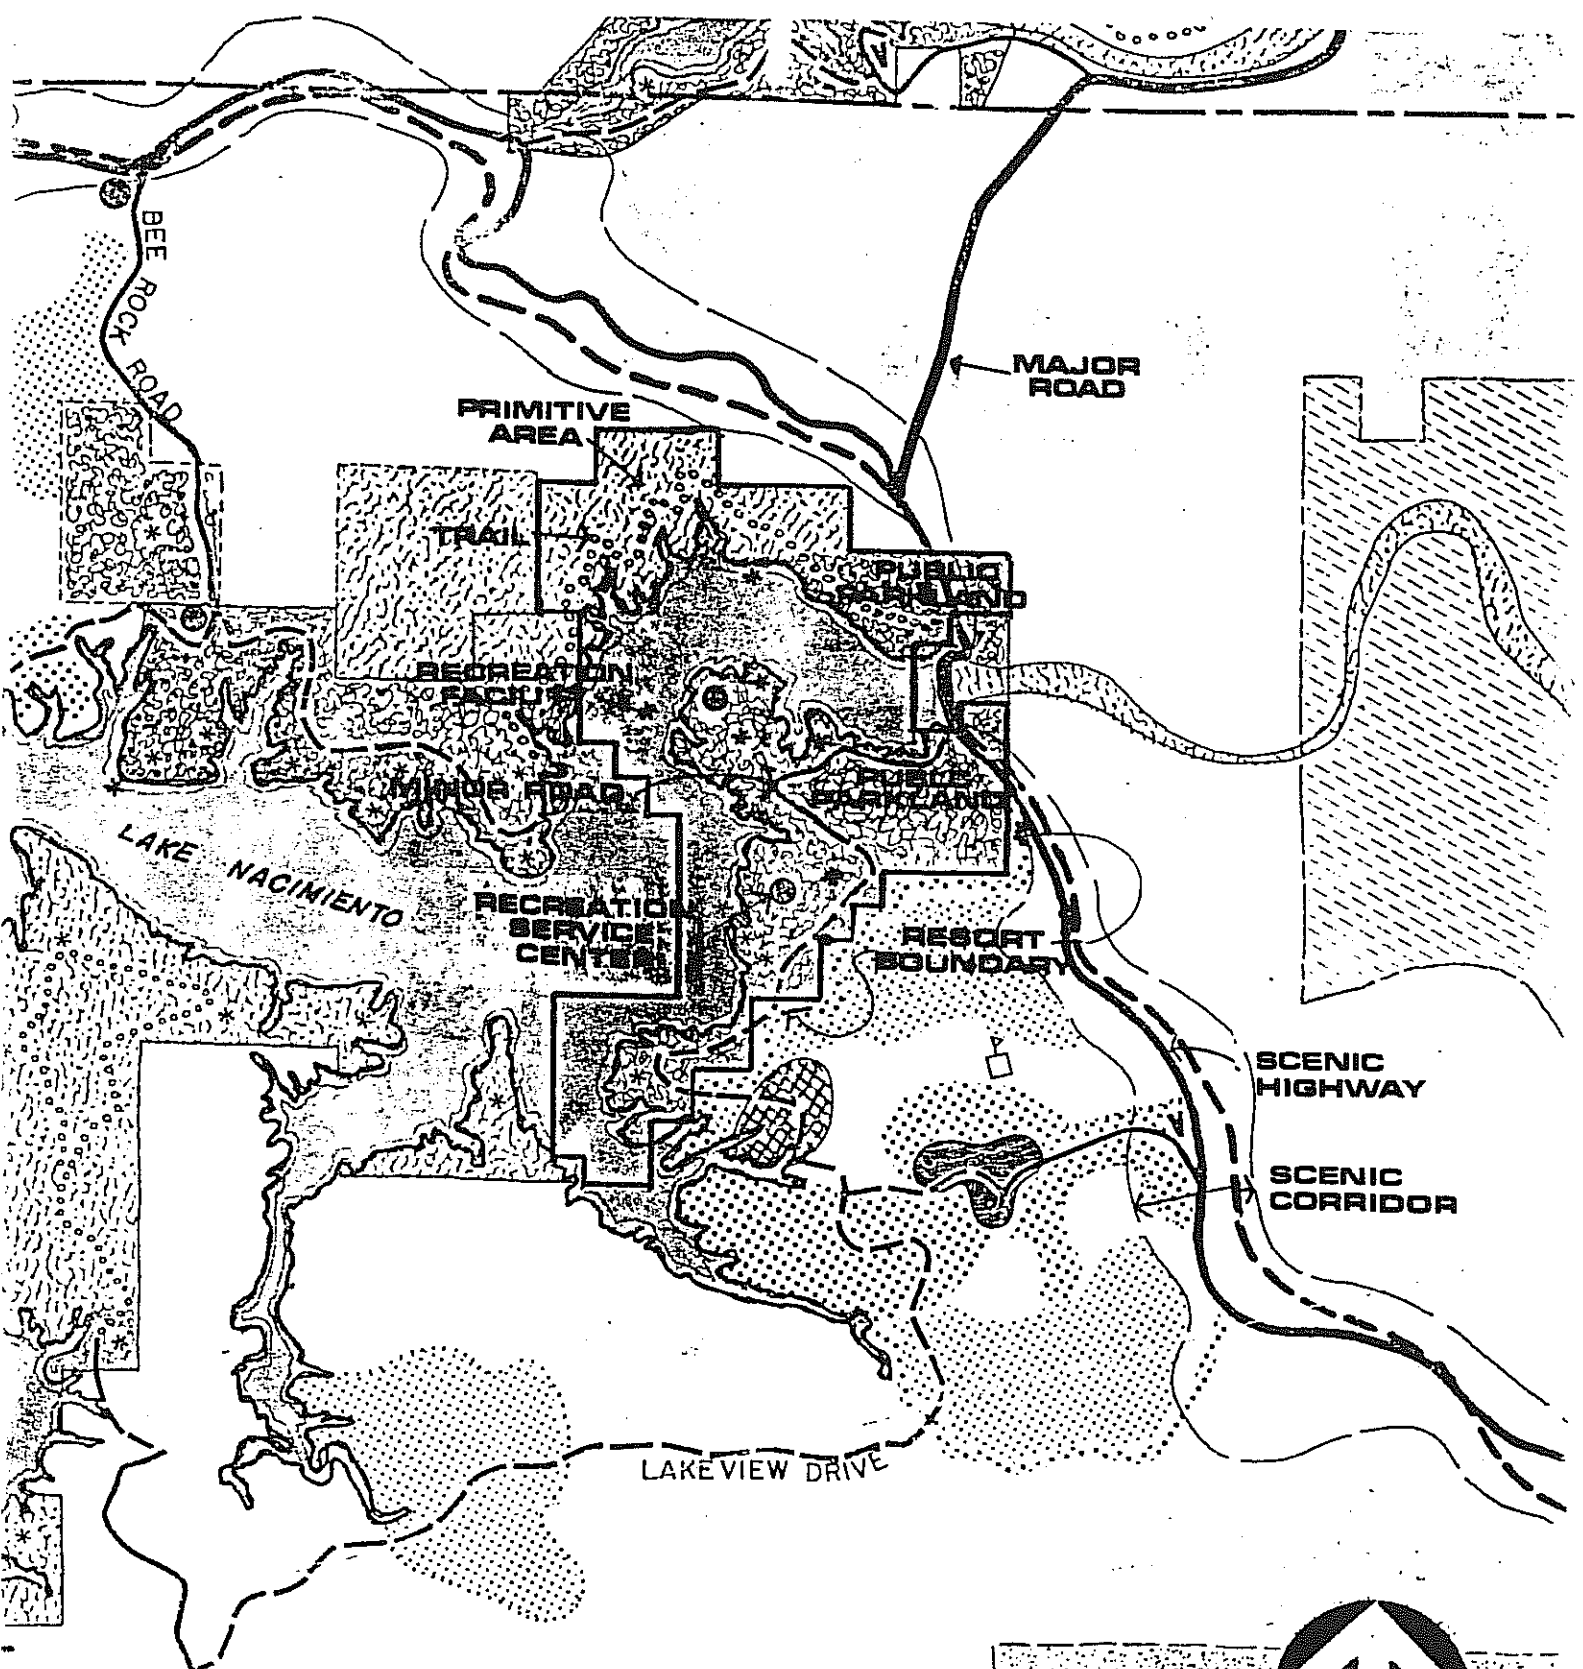 BEE ROCK ROAD
MAJOR
ROAD
PRIMITIVE
AREA
TRAIL
PUBLIC
PARKLAND
RECREATION
FACILITY
MINOR ROAD
PUBLIC
PARKLAND
LAKE NACIMIENTO
RECREATION
SERVICE
CENTER
RESORT
BOUNDARY
SCENIC
HIGHWAY
SCENIC
CORRIDOR
LAKEVIEW DRIVE